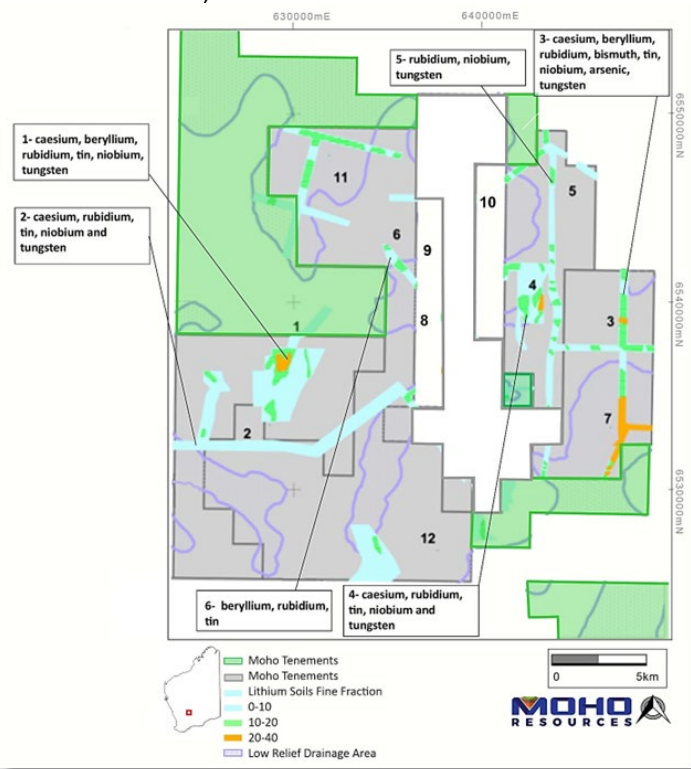 630000mE
640000mE
3- caesium, beryllium,
rubidium, bismuth, tin,
niobium, arsenic,
tungsten
5- rubidium, niobium,
tungsten
6550000mN
1- caesium, beryllium,
rubidium, tin, niobium,
tungsten
11
10
5
2- caesium, rubidium,
tin, niobium and
tungsten
6
9
4
6540000mN
8
3
1
7
2
6530000mN
12
6- beryllium, rubidium,
tin
4- caesium, rubidium,
tin, niobium and
tungsten
Moho Tenements
Moho Tenements
Lithium Soils Fine Fraction
0-10
10-20
20-40
Low Relief Drainage Area
0
5km
MOHO
RESOURCES